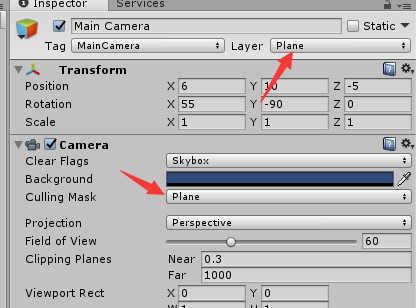 Inspector Services
Main Camera Static
Tag MainCamera Layer Plane
Transform
Position X 6 Y 10 Z -5
Rotation X 55 Y -90 Z 0
Scale X 1 Y 1 Z 1
Camera
Clear Flags Skybox
Background
Culling Mask Plane
Projection Perspective
Field of View 60
Clipping Planes Near 0.3
Far 1000
Viewport Rect X 0 Y 0
W 1 H 1